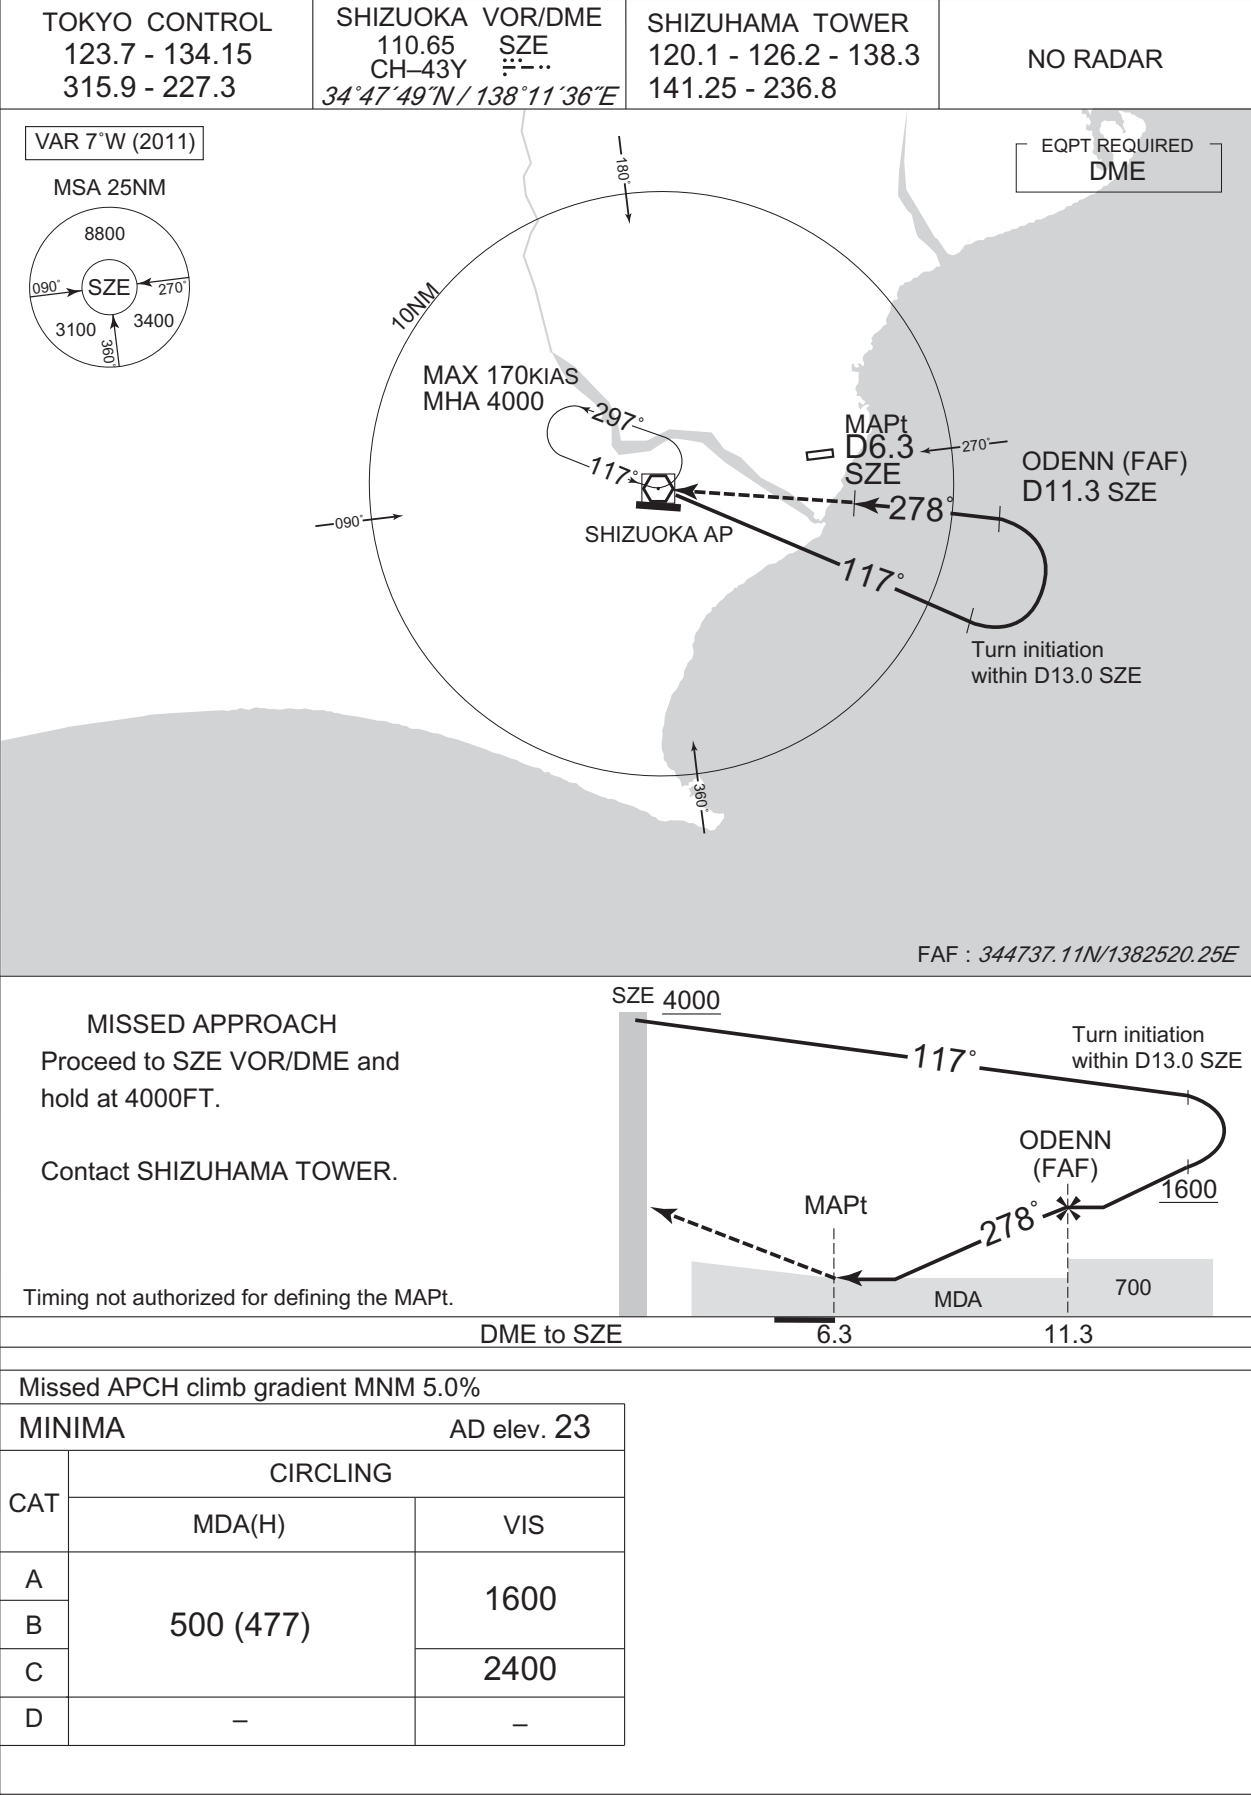 TOKYO CONTROL
123.7 - 134.15
315.9 - 227.3
SHIZUOKA VOR/DME
110.65 SZE
CH–43Y
34°47´49˝N / 138°11´36˝E
SHIZUHAMA TOWER
120.1 - 126.2 - 138.3
141.25 - 236.8
NO RADAR
VAR 7°W (2011)
MSA 25NM
8800
090°
SZE
270°
3100
3400
360°
EQPT REQUIRED
DME
180°
10NM
MAX 170KIAS
MHA 4000
297°
117°
MAPt
D6.3
SZE
270°
ODENN (FAF)
D11.3 SZE
278°
090°
SHIZUOKA AP
117°
Turn initiation
within D13.0 SZE
360°
FAF : 344737.11N/1382520.25E
MISSED APPROACH
Proceed to SZE VOR/DME and
hold at 4000FT.
Contact SHIZUHAMA TOWER.
Timing not authorized for defining the MAPt.
SZE 4000
117°
Turn initiation
within D13.0 SZE
ODENN
(FAF)
1600
MAPt
278°
MDA
700
DME to SZE 6.3 11.3
Missed APCH climb gradient MNM 5.0%
MINIMA AD elev. 23
CAT
CIRCLING
MDA(H) VIS
A
B
C
D
500 (477)
1600
2400
– –